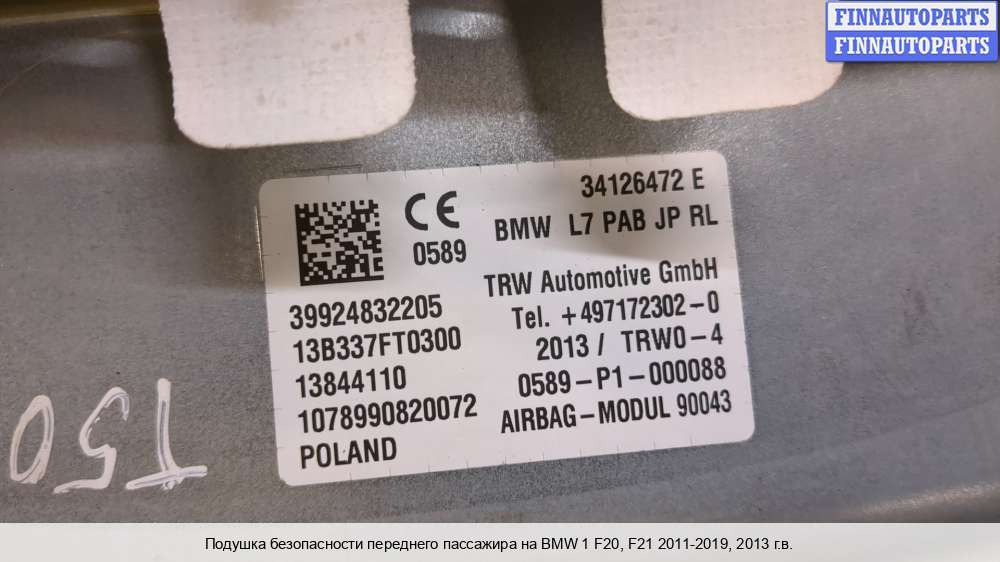 FINNAUTOPARTS
FINNAUTOPARTS
34126472 E
BMW L7 PAB JP RL
CE
0589
TRW Automotive GmbH
Tel. +497172302-0
2013 / TRW0-4
0589-P1-000088
AIRBAG-MODUL 90043
39924832205
13B337FT0300
13844110
1078990820072
POLAND
T50
Подушка безопасности переднего пассажира на BMW 1 F20, F21 2011-2019, 2013 г.в.